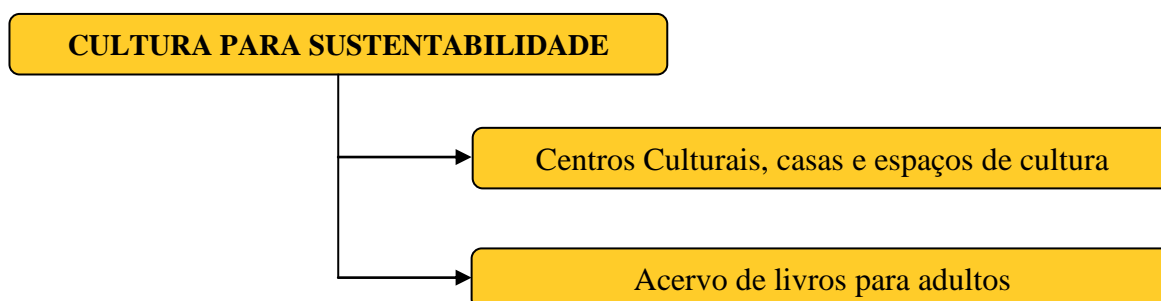 CULTURA PARA SUSTENTABILIDADE
Centros Culturais, casas e espaços de cultura
Acervo de livros para adultos